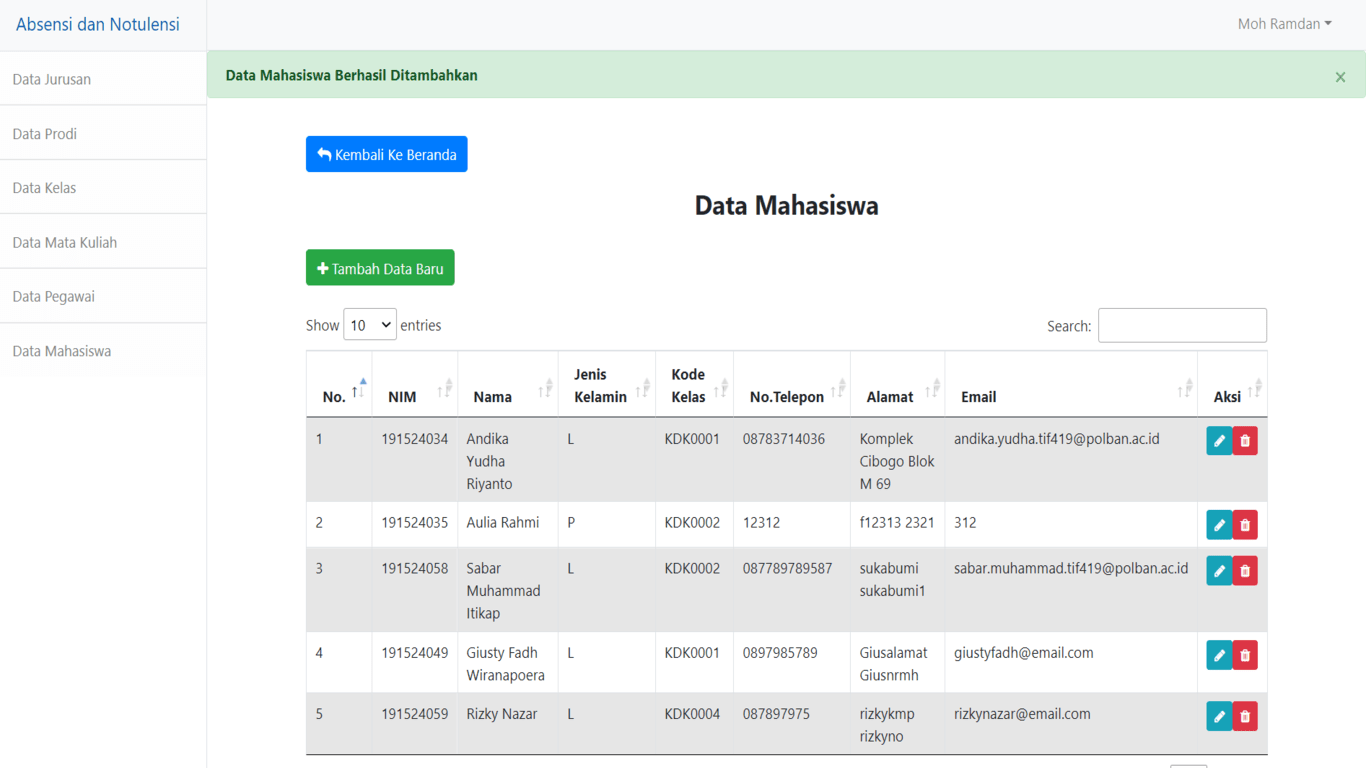 Absensi dan Notulensi
Moh Ramdan
Data Jurusan
Data Prodi
Data Kelas
Data Mata Kuliah
Data Pegawai
Data Mahasiswa
Data Mahasiswa Berhasil Ditambahkan ×
Kembali Ke Beranda
Data Mahasiswa
Tambah Data Baru
Show 10 entries
Search:
No. NIM Nama Jenis Kelamin Kode Kelas No.Telepon Alamat Email Aksi
1 191524034 Andika Yudha Riyanto L KDK0001 08783714036 Komplek Cibogo Blok M 69 andika.yudha.tif419@polban.ac.id
2 191524035 Aulia Rahmi P KDK0002 12312 f12313 2321 312
3 191524058 Sabar Muhammad Itikap L KDK0002 087789789587 sukabumi sukabumi1 sabar.muhammad.tif419@polban.ac.id
4 191524049 Giusty Fadh Wiranapoera L KDK0001 0897985789 Giusalamat Giusnrmh giustyfadh@email.com
5 191524059 Rizky Nazar L KDK0004 087897975 rizkykmp rizkyno rizkynazar@email.com